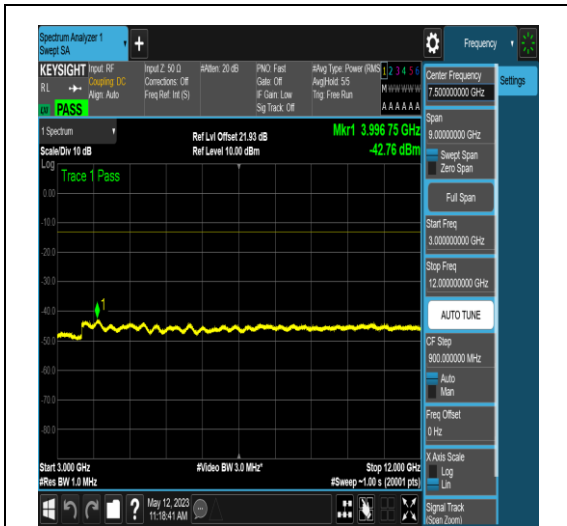 Spectrum Analyzer 1
Swept SA
+
Frequency
KEYSIGHT
RL
PASS
Input: RF
Coupling: DC
Align: Auto
Input Z: 50 Ω
Corrections: Off
Freq Ref: Int (S)
#Atten: 20 dB
PNO: Fast
Gate: Off
IF Gain: Low
Sig Track: Off
#Avg Type: Power (RMS
Avg|Hold: 5/5
Trig: Free Run
1 2 3 4 5 6
M W W W W W
A A A A A A
Settings
1 Spectrum
Scale/Div 10 dB
Ref Lvl Offset 21.93 dB
Ref Level 10.00 dBm
Mkr1 3.996 75 GHz
-42.76 dBm
Log
Trace 1 Pass
0.00
-10.0
-20.0
-30.0
-40.0
-50.0
-60.0
-70.0
-80.0
1
Start 3.000 GHz
#Res BW 1.0 MHz
#Video BW 3.0 MHz*
Stop 12.000 GHz
#Sweep ~1.00 s (20001 pts)
Center Frequency
7.500000000 GHz
Span
9.00000000 GHz
Swept Span
Zero Span
Full Span
Start Freq
3.000000000 GHz
Stop Freq
12.000000000 GHz
AUTO TUNE
CF Step
900.000000 MHz
Auto
Man
Freq Offset
0 Hz
X Axis Scale
Log
Lin
Signal Track
(Span Zoom)
?
May 12, 2023
11:18:41 AM